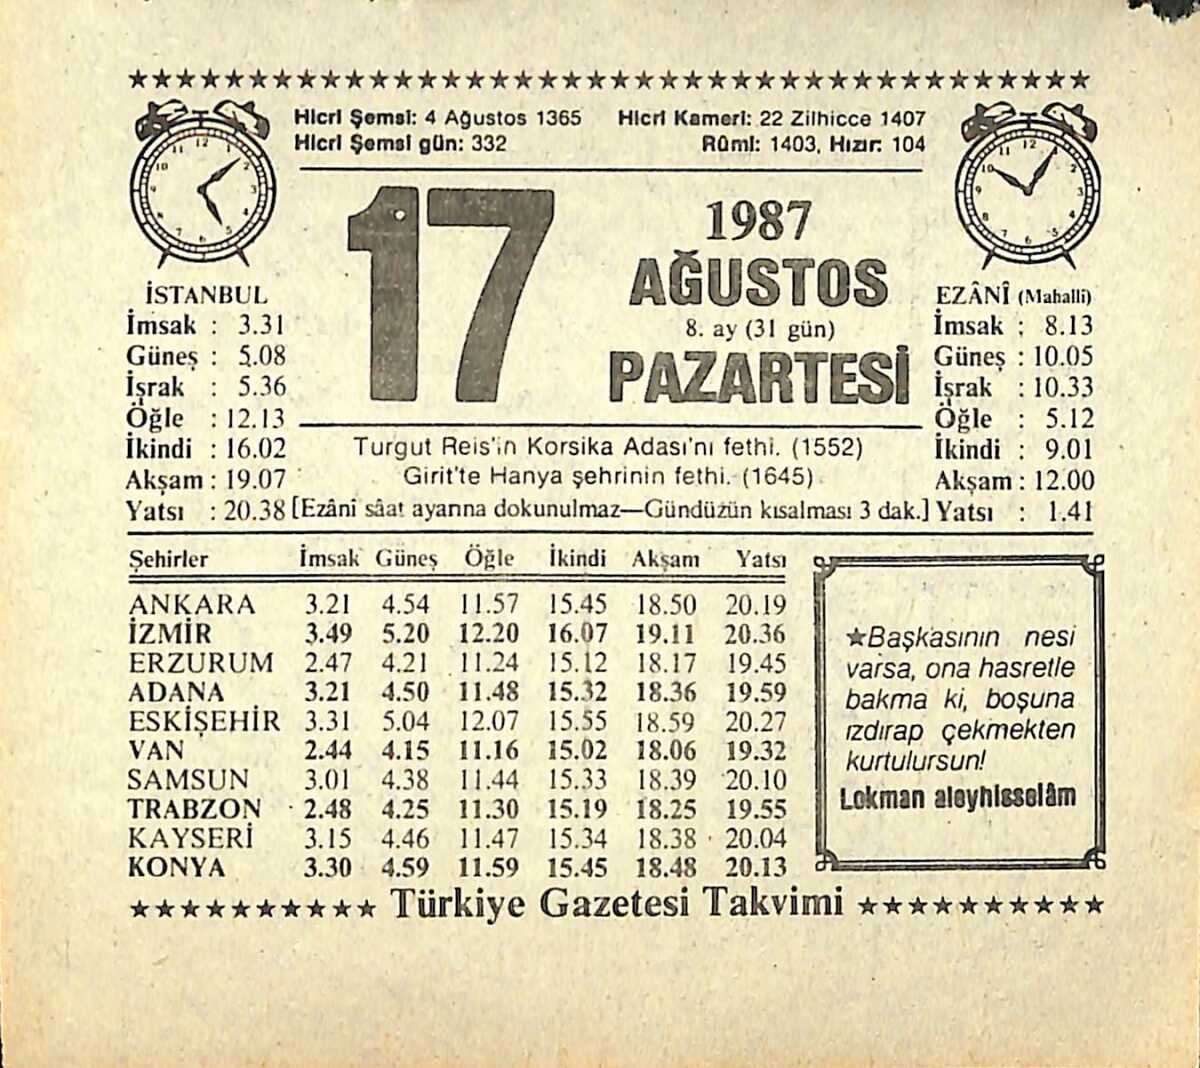 Hicri Şemsi: 4 Ağustos 1365 Hicri Kameri: 22 Zilhicce 1407
Hicri Şemsi gün: 332 Rûmi: 1403, Hızır: 104
17
1987
AĞUSTOS
8. ay (31 gün)
PAZARTESİ
İSTANBUL
İmsak : 3.31
Güneş : 5.08
İşrak : 5.36
Öğle : 12.13
İkindi : 16.02
Akşam : 19.07
Yatsı : 20.38
EZÂNÎ (Mahallî)
İmsak : 8.13
Güneş : 10.05
İşrak : 10.33
Öğle : 5.12
İkindi : 9.01
Akşam : 12.00
Yatsı : 1.41
Turgut Reis'in Korsika Adası'nı fethi. (1552)
Girit'te Hanya şehrinin fethi. (1645)
[Ezâni sâat ayarına dokunulmaz—Gündüzün kısalması 3 dak.]
Şehirler İmsak Güneş Öğle İkindi Akşam Yatsı
ANKARA 3.21 4.54 11.57 15.45 18.50 20.19
İZMİR 3.49 5.20 12.20 16.07 19.11 20.36
ERZURUM 2.47 4.21 11.24 15.12 18.17 19.45
ADANA 3.21 4.50 11.48 15.32 18.36 19.59
ESKİŞEHİR 3.31 5.04 12.07 15.55 18.59 20.27
VAN 2.44 4.15 11.16 15.02 18.06 19.32
SAMSUN 3.01 4.38 11.44 15.33 18.39 20.10
TRABZON 2.48 4.25 11.30 15.19 18.25 19.55
KAYSERİ 3.15 4.46 11.47 15.34 18.38 20.04
KONYA 3.30 4.59 11.59 15.45 18.48 20.13
★Başkasının nesi
varsa, ona hasretle
bakma ki, boşuna
ızdırap çekmekten
kurtulursun!
Lokman aleyhisselâm
Türkiye Gazetesi Takvimi